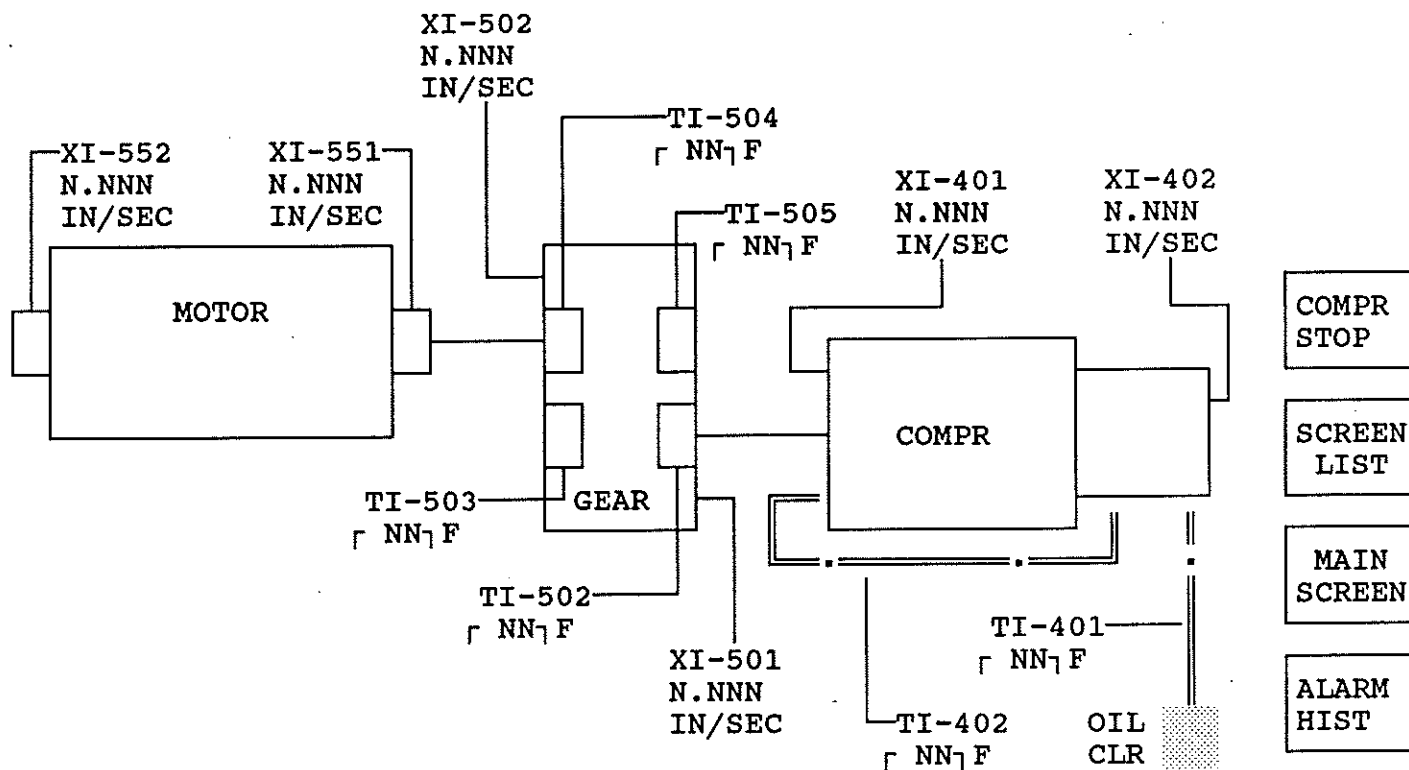 XI-502
N.NNN
IN/SEC
TI-504
┌ NN┐F
XI-552
N.NNN
IN/SEC
XI-551
N.NNN
IN/SEC
TI-505
┌ NN┐F
XI-401
N.NNN
IN/SEC
XI-402
N.NNN
IN/SEC
MOTOR
COMPR
STOP
COMPR
SCREEN
LIST
TI-503
┌ NN┐F
GEAR
TI-502
┌ NN┐F
XI-501
N.NNN
IN/SEC
TI-401
┌ NN┐F
MAIN
SCREEN
TI-402
┌ NN┐F
OIL
CLR
ALARM
HIST